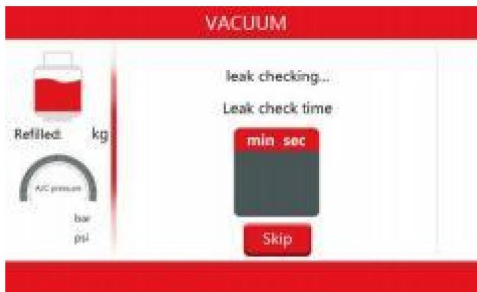 VACUUM
leak checking...
Leak check time
min sec
Skip
Refilled: kg
A/C pressure
bar
psi